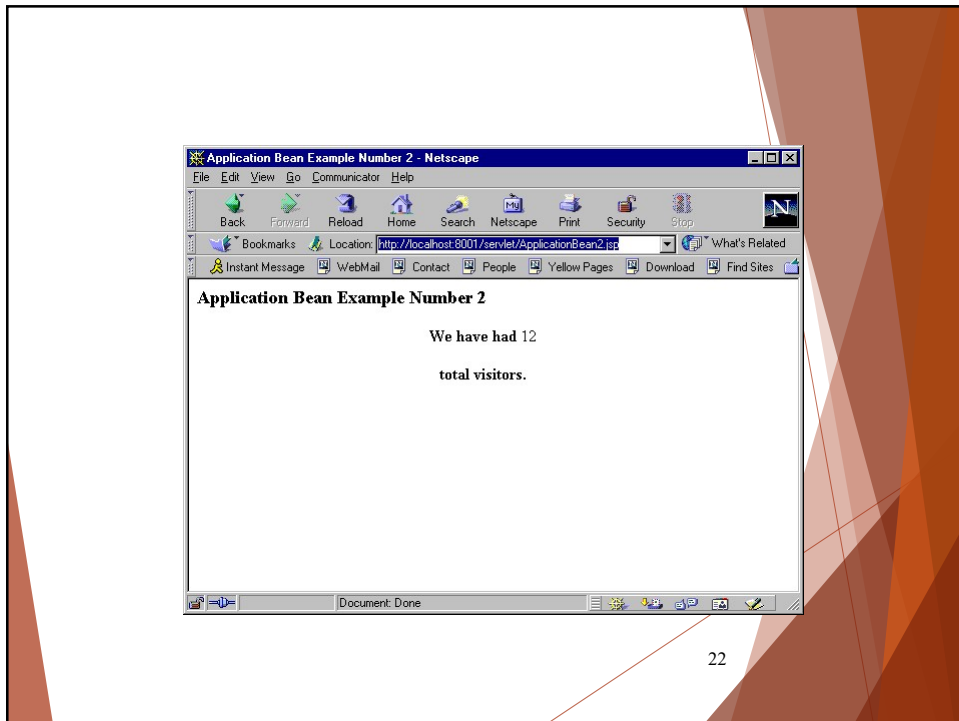 Application Bean Example Number 2 - Netscape
File Edit View Go Communicator Help
Back Forward Reload Home Search Netscape Print Security Stop
My
N
Bookmarks Location: http://localhost:8001/servlet/ApplicationBean2.jsp What's Related
Instant Message WebMail Contact People Yellow Pages Download Find Sites
Application Bean Example Number 2
We have had 12
total visitors.
Document: Done
22